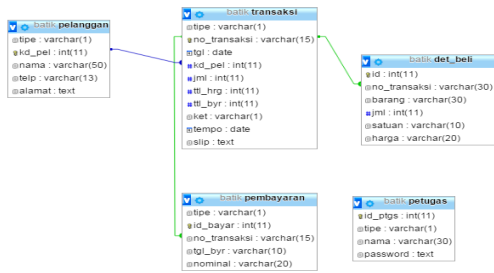 batik pelanggan
tipe : varchar(1)
kd_pel : int(11)
nama : varchar(50)
telp : varchar(13)
alamat : text
batik transaksi
tipe : varchar(1)
no_transaksi : varchar(15)
tgl : date
kd_pel : int(11)
jml : int(11)
ttl_hrg : int(11)
ttl_byr : int(11)
ket : varchar(1)
tempo : date
slip : text
batik det_beli
id : int(11)
no_transaksi : varchar(30)
barang : varchar(30)
jml : int(11)
satuan : varchar(10)
harga : varchar(20)
batik pembayaran
tipe : varchar(1)
id_bayar : int(11)
no_transaksi : varchar(15)
tgl_byr : varchar(10)
nominal : varchar(20)
batik petugas
id_ptgs : int(11)
tipe : varchar(1)
nama : varchar(30)
password : text